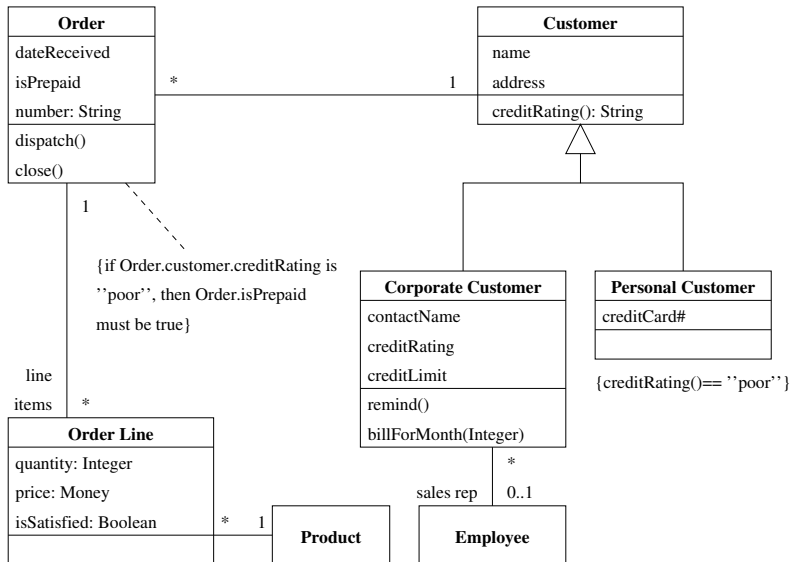 Order
dateReceived
isPrepaid
number: String
dispatch()
close()
*
1
Customer
name
address
creditRating(): String
1
{if Order.customer.creditRating is
’’poor’’, then Order.isPrepaid
must be true}
Corporate Customer
contactName
creditRating
creditLimit
remind()
billForMonth(Integer)
Personal Customer
creditCard#
{creditRating()== ’’poor’’}
line
items
*
Order Line
quantity: Integer
price: Money
isSatisfied: Boolean
*
1
Product
*
sales rep
0..1
Employee